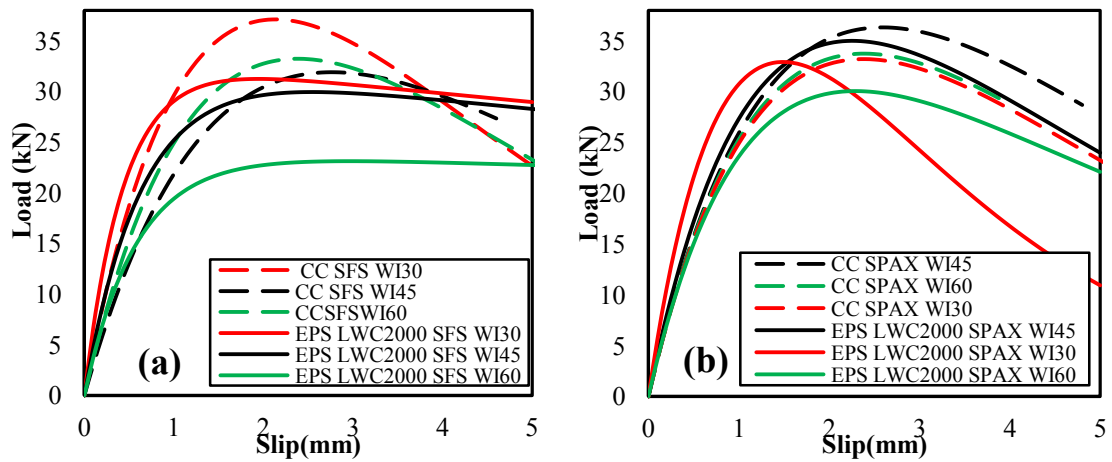 35
30
25
20
15
10
5
0
Load (kN)
CC SFS WI30
CC SFS WI45
CCSFSWI60
EPS LWC2000 SFS WI30
EPS LWC2000 SFS WI45
EPS LWC2000 SFS WI60
(a)
0 1 2 3 4 5
Slip(mm)
35
30
25
20
15
10
5
0
Load (kN)
CC SPAX WI45
CC SPAX WI60
CC SPAX WI30
EPS LWC2000 SPAX WI45
EPS LWC2000 SPAX WI30
EPS LWC2000 SPAX WI60
(b)
0 1 2 3 4 5
Slip(mm)